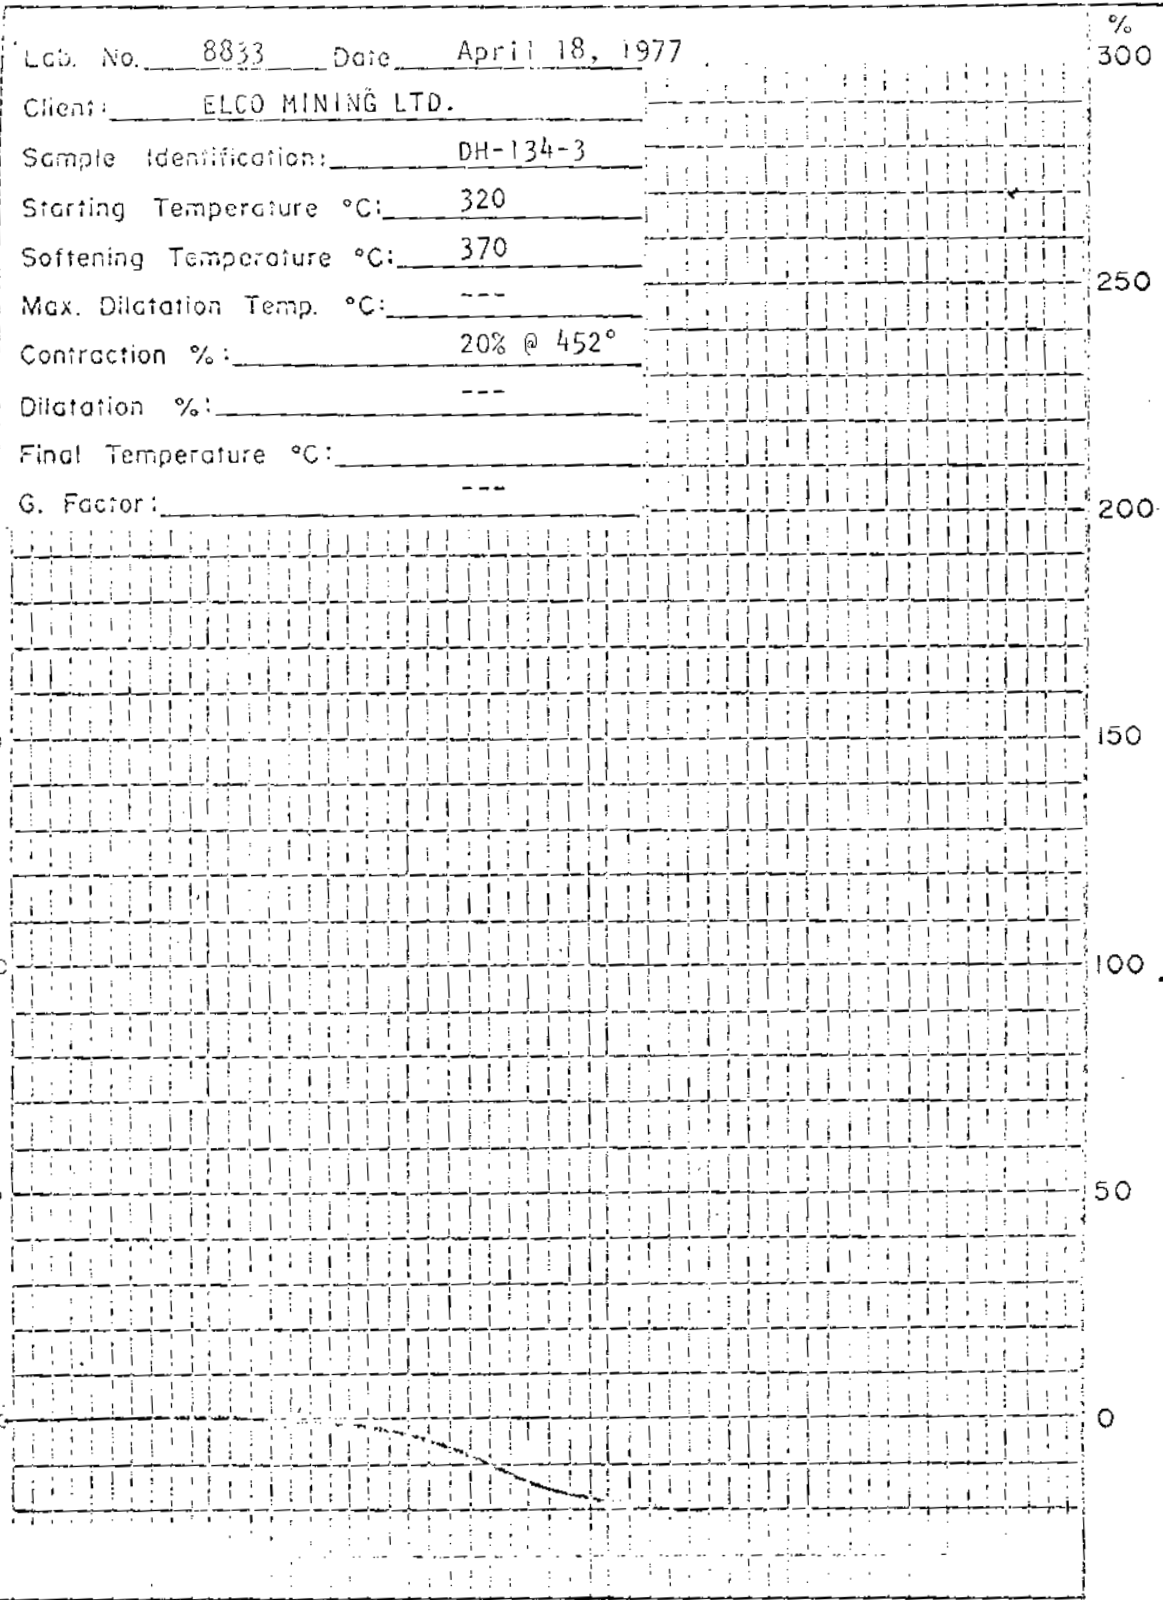 Lab. No. 8833 Date April 18, 1977
Client: ELCO MINING LTD.
Sample Identification: DH-134-3
Starting Temperature °C: 320
Softening Temperature °C: 370
Max. Dilatation Temp. °C: ---
Contraction %: 20% @ 452°
Dilatation %: ---
Final Temperature °C:
G. Factor: ---
%
300
250
200
150
100
50
0